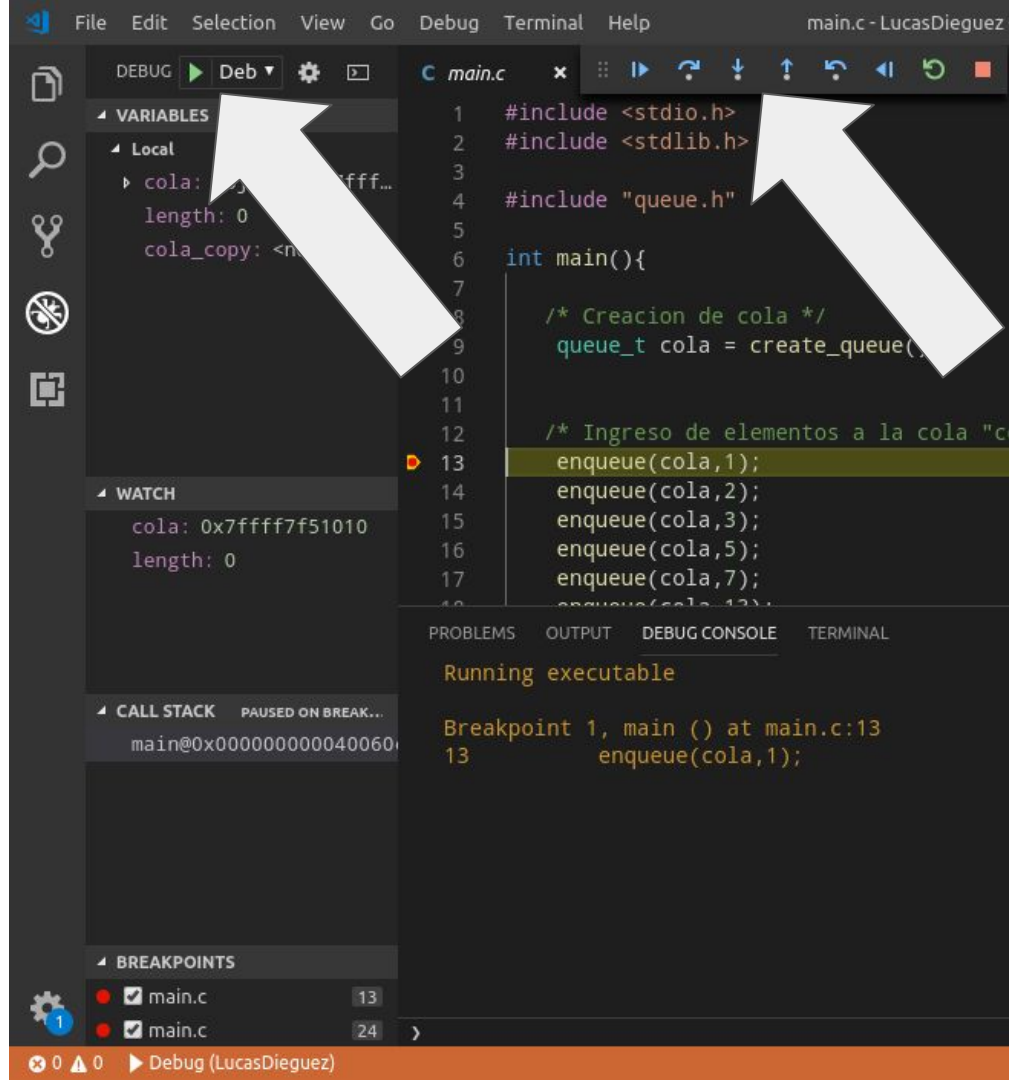 File Edit Selection View Go Debug Terminal Help main.c - LucasDieguez
DEBUG Deb
VARIABLES
Local
cola:
length: 0
cola_copy:
WATCH
cola: 0x7ffff7f51010
length: 0
CALL STACK PAUSED ON BREAK...
main@0x000000000040060
BREAKPOINTS
main.c 13
main.c 24
C main.c ×
1 #include <stdio.h>
2 #include <stdlib.h>
3
4 #include "queue.h"
5
6 int main(){
7
8 /* Creacion de cola */
9 queue_t cola = create_queue()
10
11
12 /* Ingreso de elementos a la cola "c
13 enqueue(cola,1);
14 enqueue(cola,2);
15 enqueue(cola,3);
16 enqueue(cola,5);
17 enqueue(cola,7);
PROBLEMS OUTPUT DEBUG CONSOLE TERMINAL
Running executable
Breakpoint 1, main () at main.c:13
13 enqueue(cola,1);
❯
1
0 0 Debug (LucasDieguez)